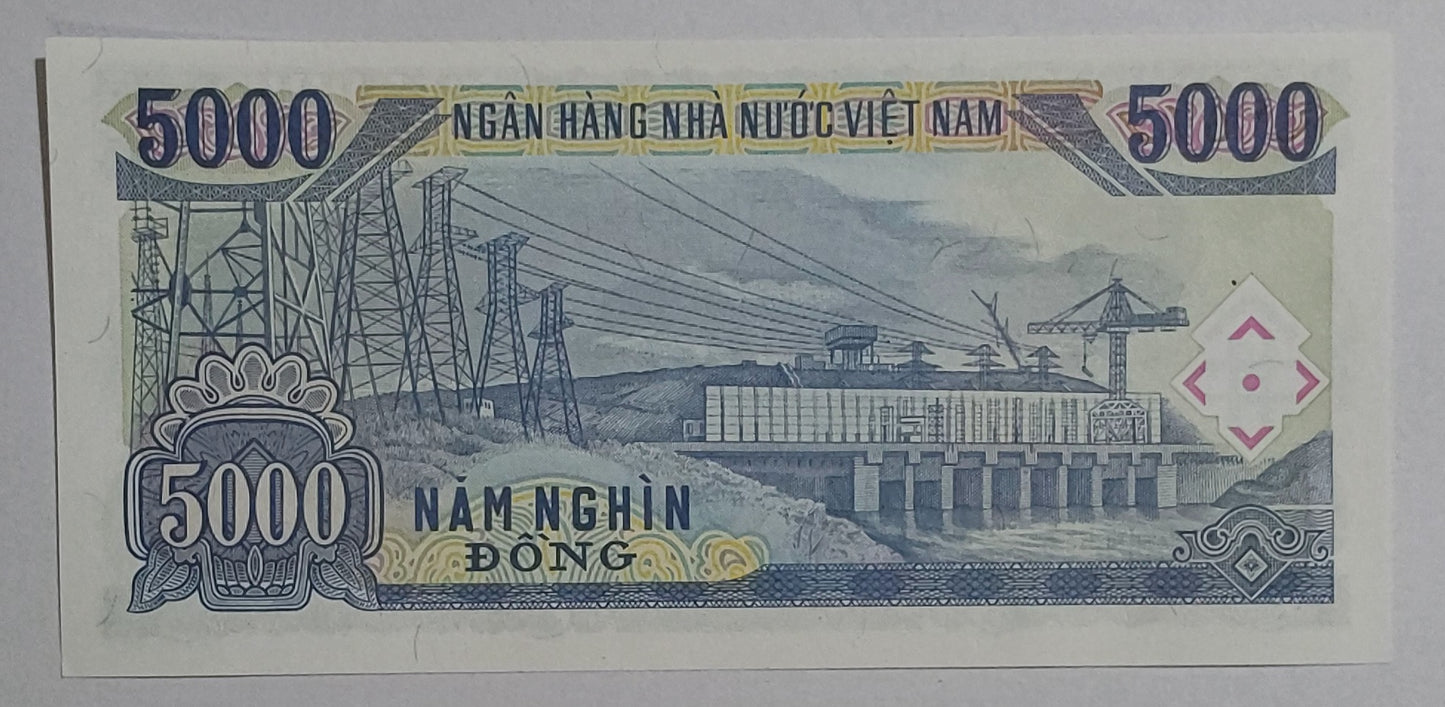 5000 NGÂN HÀNG NHÀ NƯỚC VIỆT NAM 5000
5000
NĂM NGHÌN
ĐỒNG